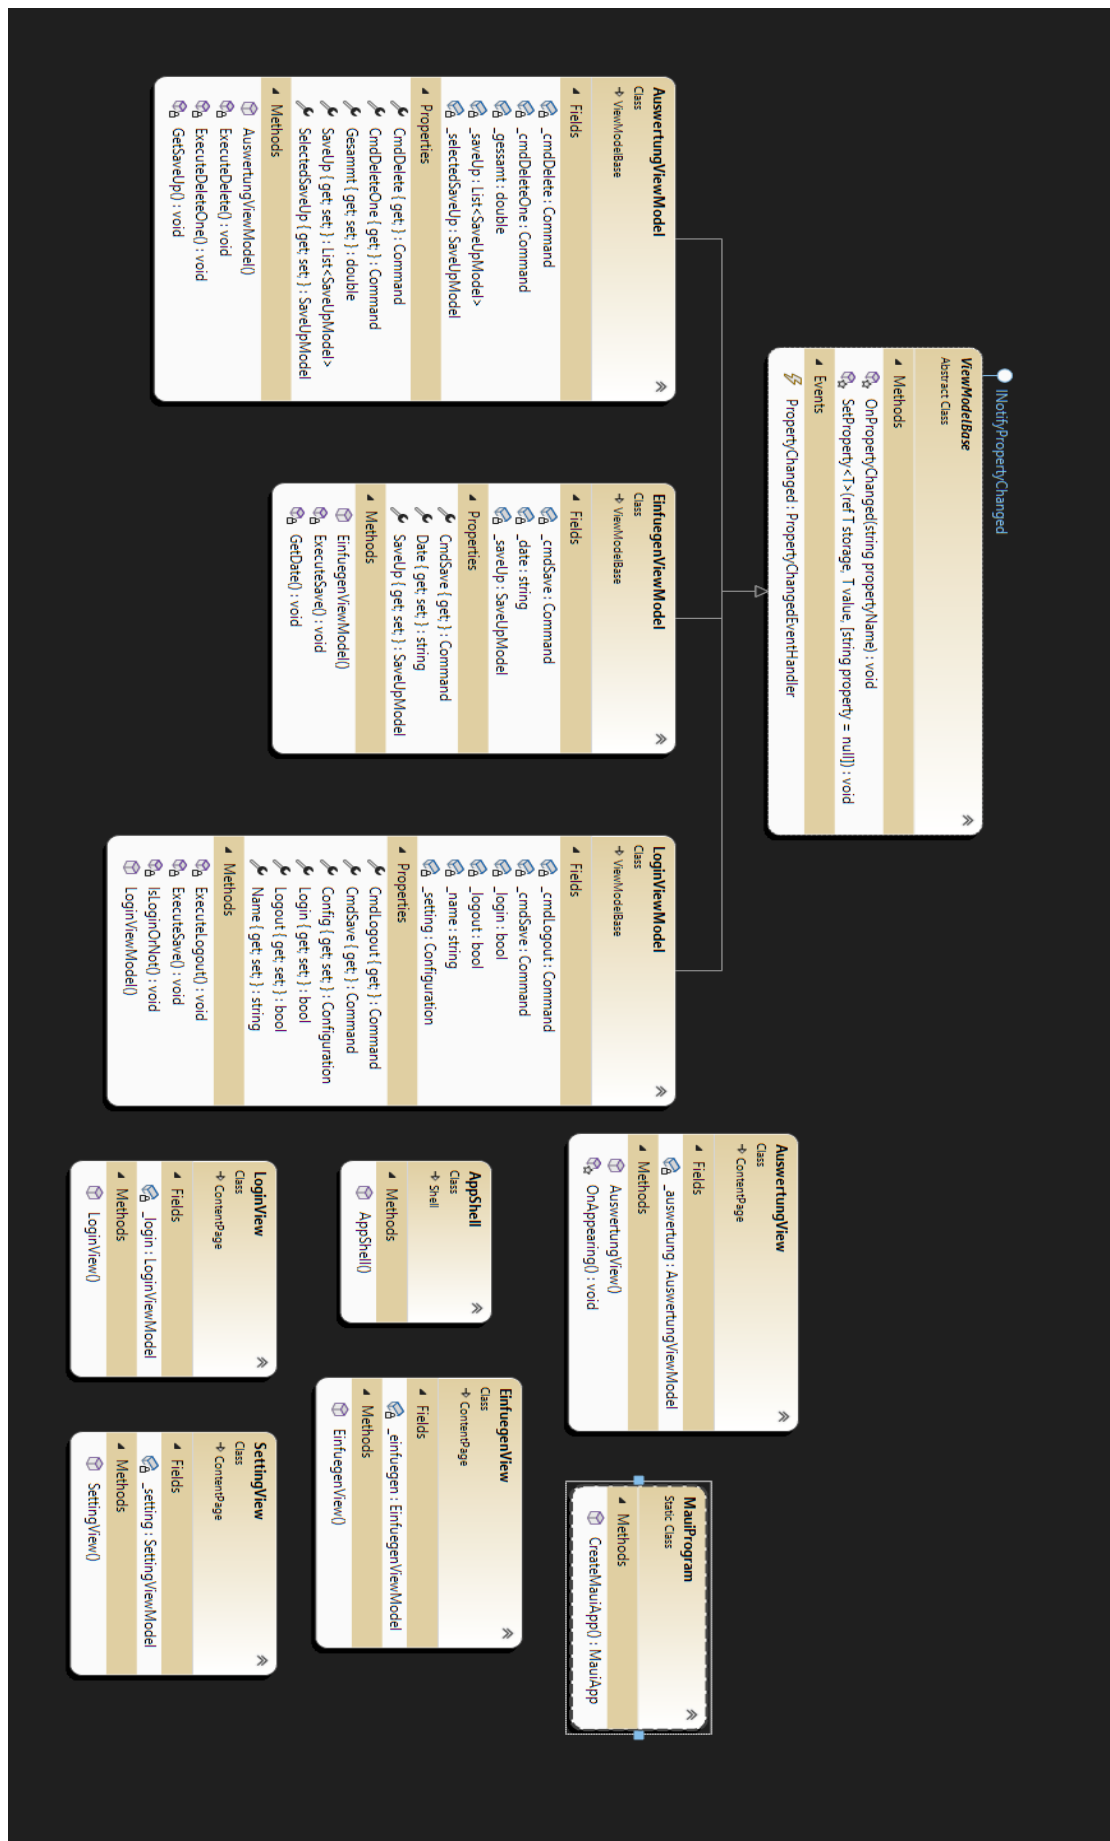 INotifyPropertyChanged
ViewModelBase
Abstract Class
Methods
OnPropertyChanged(string propertyName) : void
SetProperty<T>(ref T storage, T value, [string property = null]) : void
Events
PropertyChanged : PropertyChangedEventHandler
AuswertungViewModel
Class
ViewModelBase
Fields
_cmdDelete : Command
_cmdDeleteOne : Command
_gessamt : double
_saveUp : List<SaveUpModel>
_selectedSaveUp : SaveUpModel
Properties
CmdDelete { get; } : Command
CmdDeleteOne { get; } : Command
Gesammt { get; set; } : double
SaveUp { get; set; } : List<SaveUpModel>
SelectedSaveUp { get; set; } : SaveUpModel
Methods
AuswertungViewModel()
ExecuteDelete() : void
ExecuteDeleteOne() : void
GetSaveUp() : void
EinfuegenViewModel
Class
ViewModelBase
Fields
_cmdSave : Command
_date : string
_saveUp : SaveUpModel
Properties
CmdSave { get; } : Command
Date { get; set; } : string
SaveUp { get; set; } : SaveUpModel
Methods
EinfuegenViewModel()
ExecuteSave() : void
GetDate() : void
LoginViewModel
Class
ViewModelBase
Fields
_cmdLogout : Command
_cmdSave : Command
_login : bool
_logout : bool
_name : string
_setting : Configuration
Properties
CmdLogout { get; } : Command
CmdSave { get; } : Command
Config { get; set; } : Configuration
Login { get; set; } : bool
Logout { get; set; } : bool
Name { get; set; } : string
Methods
ExecuteLogout() : void
ExecuteSave() : void
IsLoginOrNot() : void
LoginViewModel()
AuswertungView
Class
ContentPage
Fields
_auswertung : AuswertungViewModel
Methods
AuswertungView()
OnAppearing() : void
MauiProgram
Static Class
Methods
CreateMauiApp() : MauiApp
AppShell
Class
Shell
Methods
AppShell()
EinfuegenView
Class
ContentPage
Fields
_einfuegen : EinfuegenViewModel
Methods
EinfuegenView()
LoginView
Class
ContentPage
Fields
_login : LoginViewModel
Methods
LoginView()
SettingView
Class
ContentPage
Fields
_setting : SettingViewModel
Methods
SettingView()